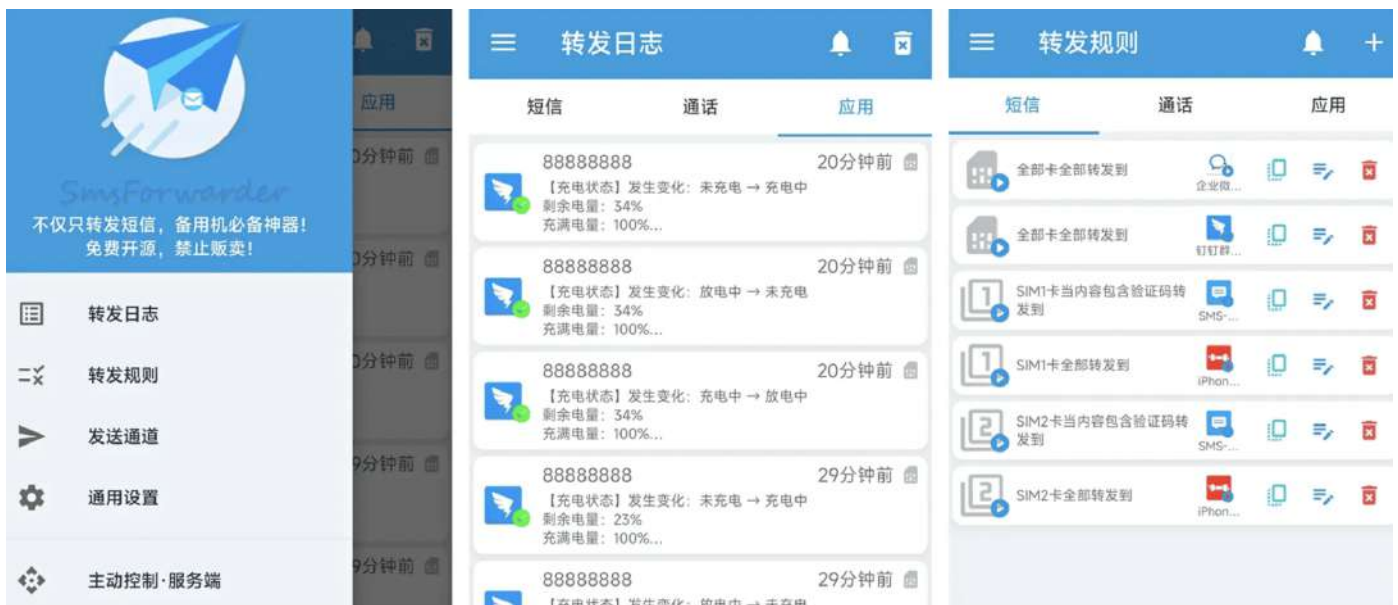 SmsForwarder
不仅只转发短信，备用机必备神器！
免费开源，禁止贩卖！
转发日志
转发规则
发送通道
通用设置
主动控制·服务端
应用
0分钟前
0分钟前
0分钟前
9分钟前
9分钟前
转发日志
短信 通话 应用
88888888 20分钟前
【充电状态】发生变化：未充电 → 充电中
剩余电量：34%
充满电量：100%...
88888888 20分钟前
【充电状态】发生变化：放电中 → 未充电
剩余电量：34%
充满电量：100%...
88888888 20分钟前
【充电状态】发生变化：充电中 → 放电中
剩余电量：34%
充满电量：100%...
88888888 29分钟前
【充电状态】发生变化：未充电 → 充电中
剩余电量：23%
充满电量：100%...
88888888 29分钟前
【充电状态】发生变化：放电中 → 未充电
转发规则
短信 通话 应用
全部卡全部转发到
企业微...
全部卡全部转发到
钉钉群...
SIM1卡当内容包含验证码转
发到
SMS-...
SIM1卡全部转发到
iPhon...
SIM2卡当内容包含验证码转
发到
SMS-...
SIM2卡全部转发到
iPhon...